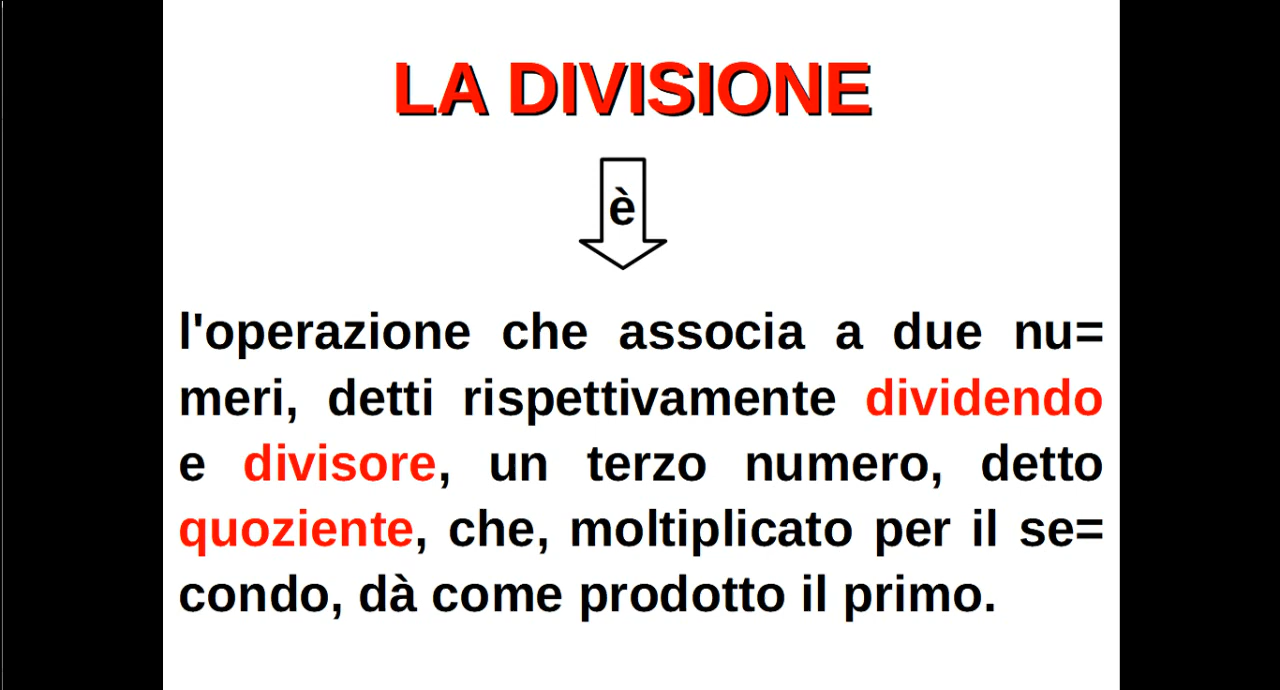 LA DIVISIONE
è
l'operazione che associa a due nu=
meri, detti rispettivamente dividendo
e divisore, un terzo numero, detto
quoziente, che, moltiplicato per il se=
condo, dà come prodotto il primo.